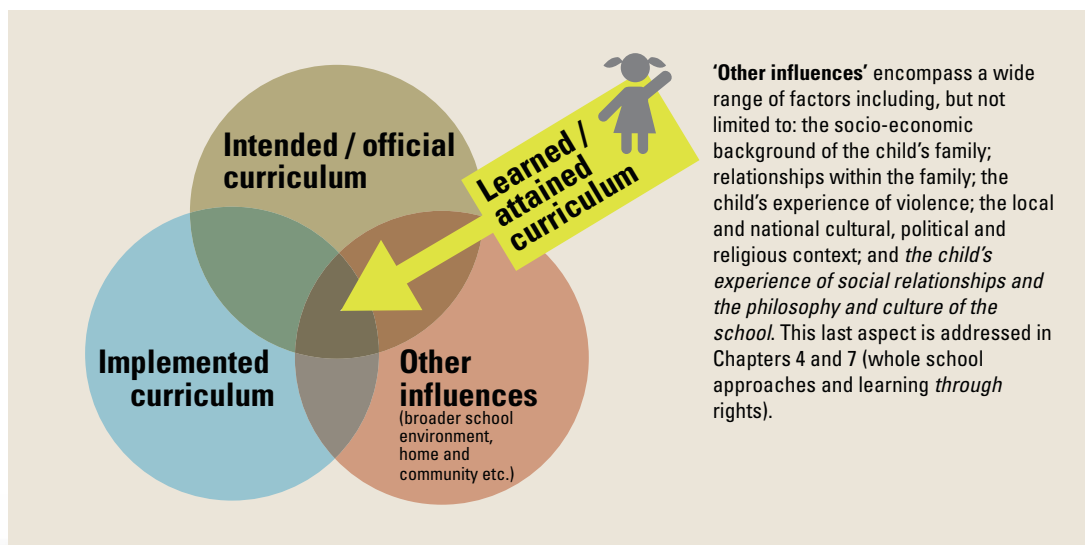 Intended / official
curriculum
Learned /
attained
curriculum
Implemented
curriculum
Other
influences
(broader school
environment,
home and
community etc.)
‘Other influences’ encompass a wide
range of factors including, but not
limited to: the socio-economic
background of the child’s family;
relationships within the family; the
child’s experience of violence; the local
and national cultural, political and
religious context; and the child’s
experience of social relationships and
the philosophy and culture of the
school. This last aspect is addressed in
Chapters 4 and 7 (whole school
approaches and learning through
rights).